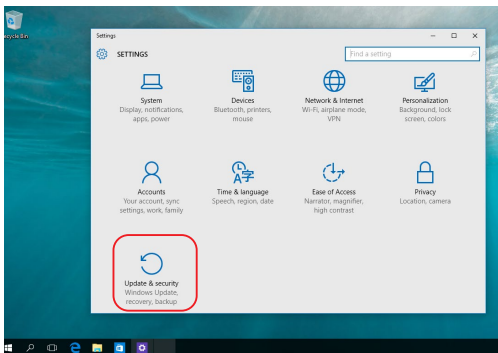 Recycle Bin
Settings
SETTINGS
Find a setting
System
Display, notifications,
apps, power
Devices
Bluetooth, printers,
mouse
Network & Internet
Wi-Fi, airplane mode,
VPN
Personalization
Background, lock
screen, colors
Accounts
Your account, sync
settings, work, family
Time & language
Speech, region, date
Ease of Access
Narrator, magnifier,
high contrast
Privacy
Location, camera
Update & security
Windows Update,
recovery, backup